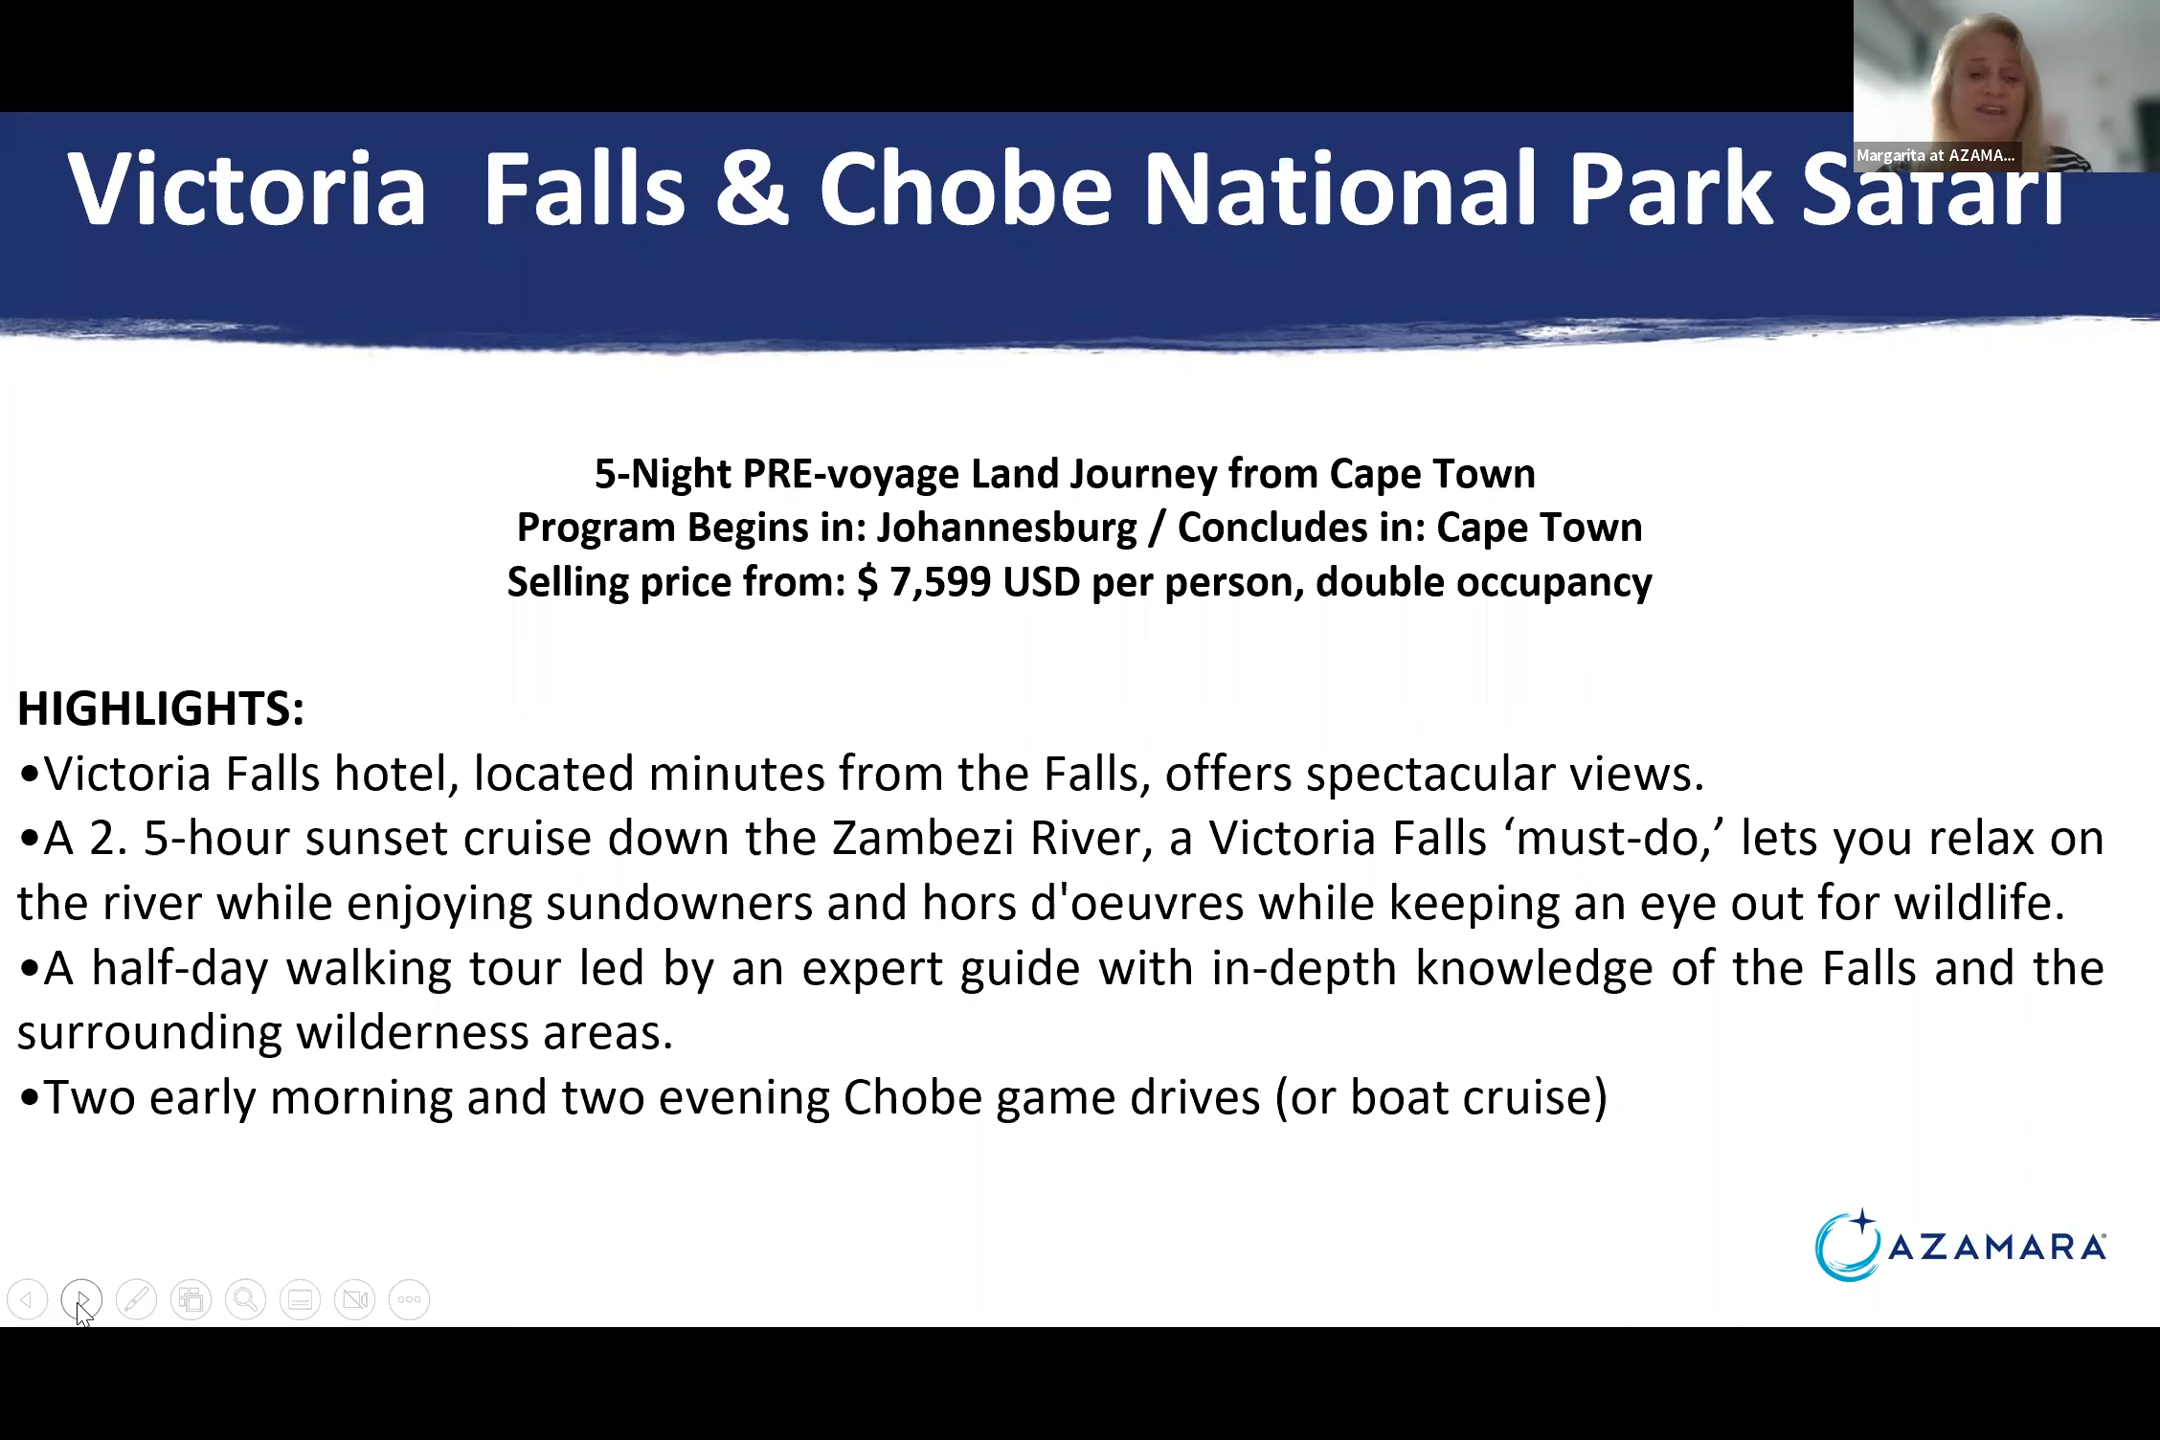 Margarita at AZAMA...
Victoria  Falls & Chobe National Park Safari
5-Night PRE-voyage Land Journey from Cape Town
Program Begins in: Johannesburg / Concludes in: Cape Town
Selling price from: $ 7,599 USD per person, double occupancy
HIGHLIGHTS:
•Victoria Falls hotel, located minutes from the Falls, offers spectacular views.
•A 2. 5-hour sunset cruise down the Zambezi River, a Victoria Falls ‘must-do,’ lets you relax on
the river while enjoying sundowners and hors d'oeuvres while keeping an eye out for wildlife.
•A half-day walking tour led by an expert guide with in-depth knowledge of the Falls and the
surrounding wilderness areas.
•Two early morning and two evening Chobe game drives (or boat cruise)
AZAMARA